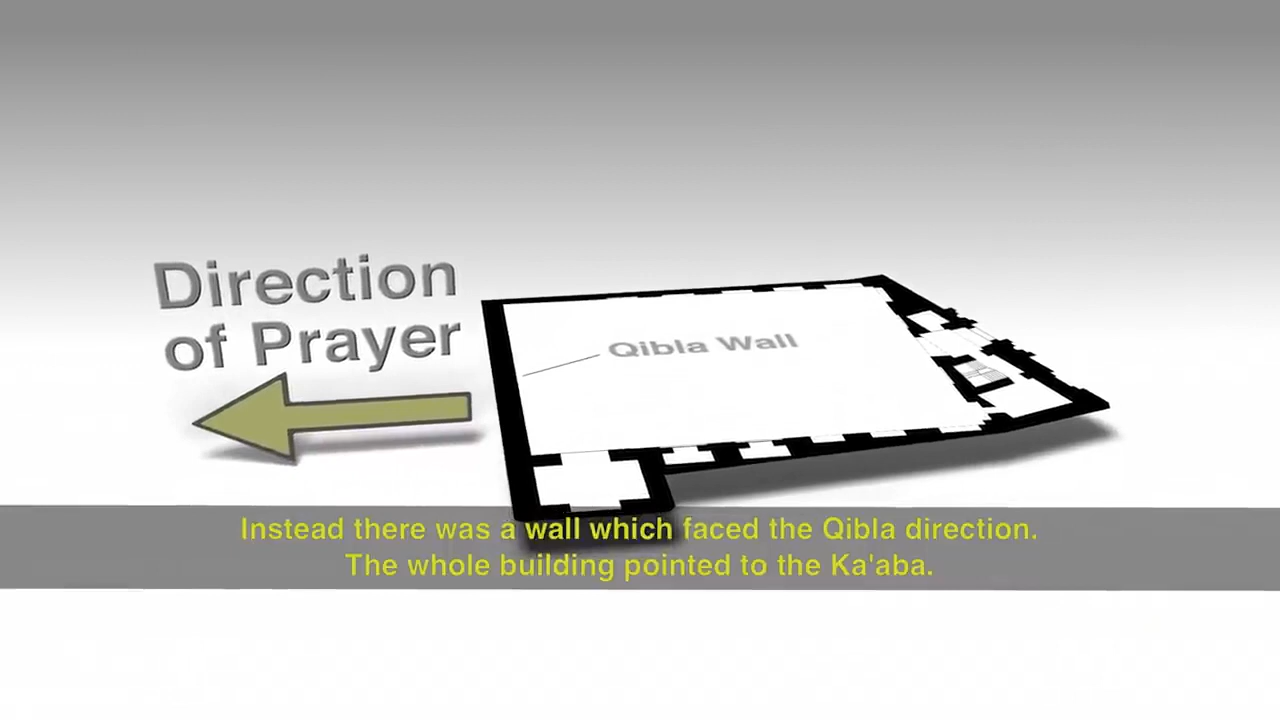 Direction
of Prayer
Qibla Wall
Instead there was a wall which faced the Qibla direction.
The whole building pointed to the Ka'aba.